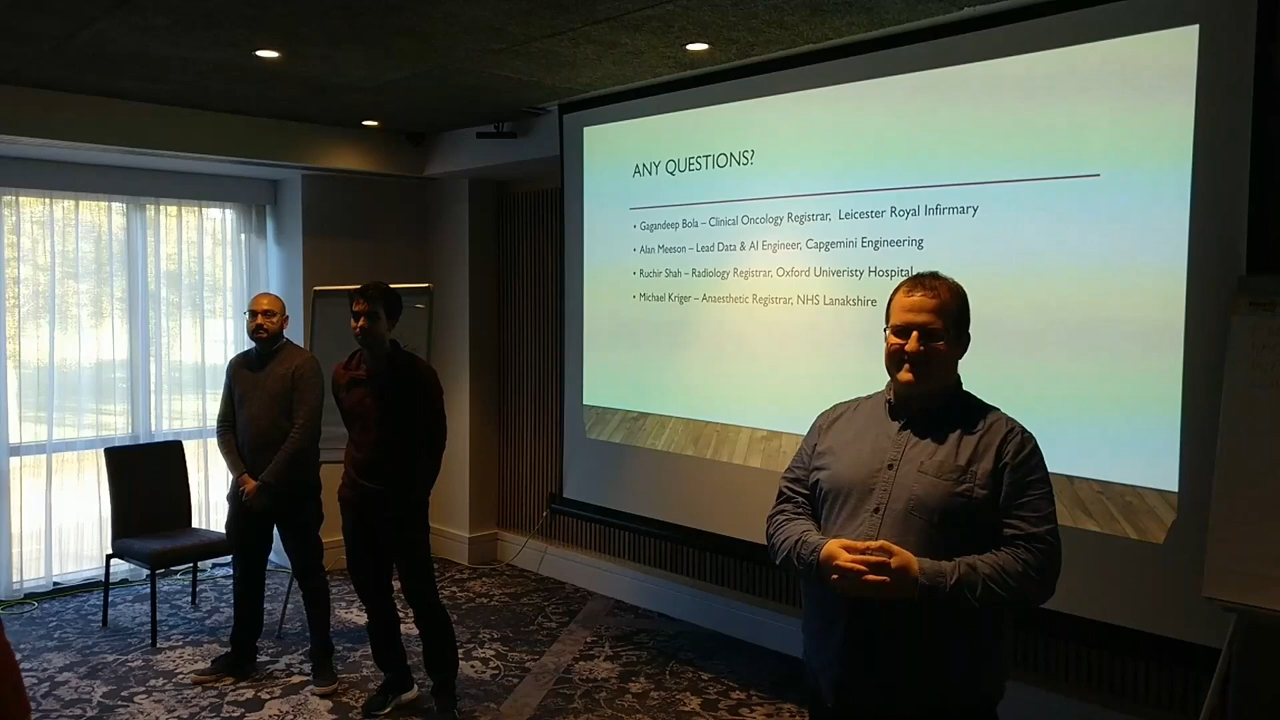 ANY QUESTIONS?
• Gagandeep Bola – Clinical Oncology Registrar, Leicester Royal Infirmary
• Alan Meeson – Lead Data & AI Engineer, Capgemini Engineering
• Ruchir Shah – Radiology Registrar, Oxford Univeristy Hospital
• Michael Kriger – Anaesthetic Registrar, NHS Lanakshire